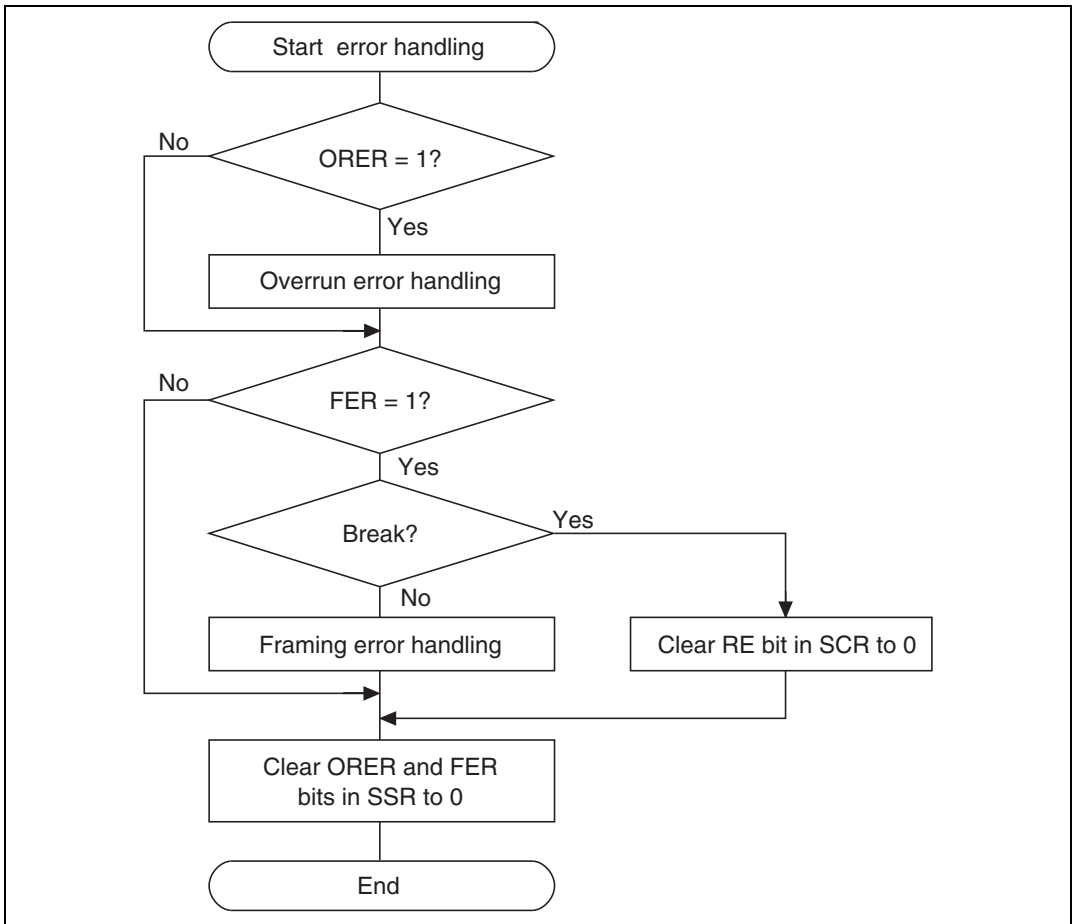 Start error handling
No
ORER = 1?
Yes
Overrun error handling
No
FER = 1?
Yes
Break?
Yes
No
Framing error handling
Clear RE bit in SCR to 0
Clear ORER and FER
bits in SSR to 0
End